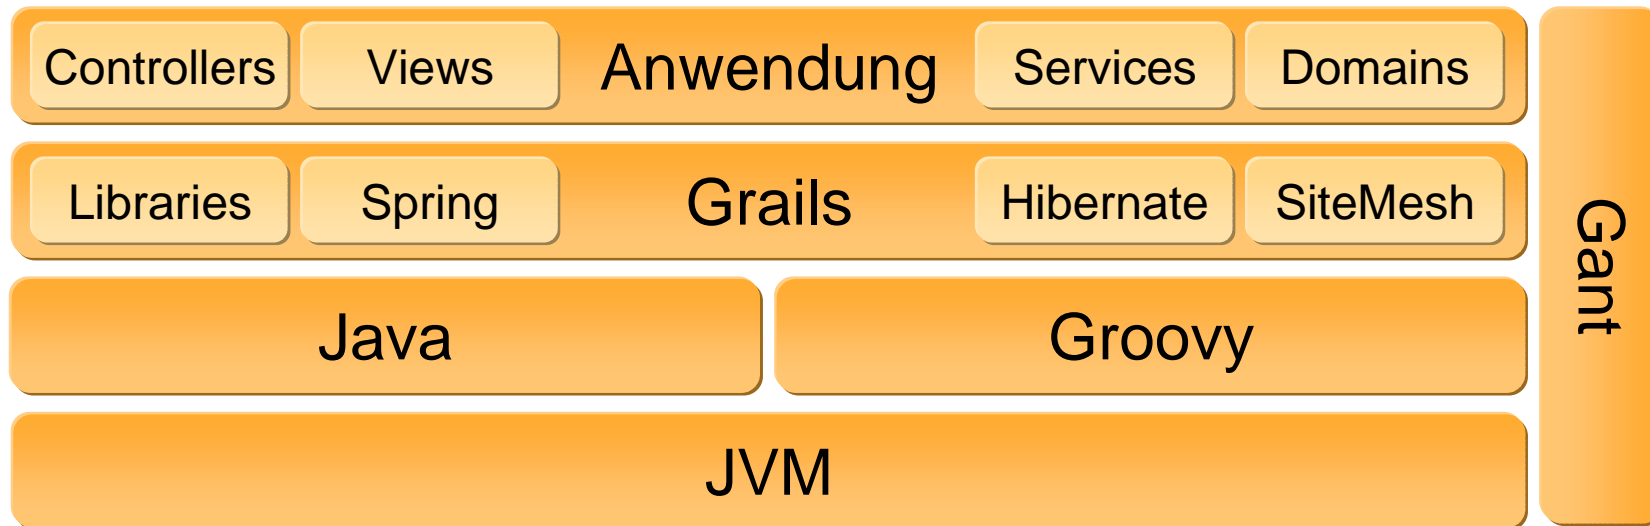 Controllers Views Anwendung Services Domains
Libraries Spring Grails Hibernate SiteMesh
Java Groovy
JVM
Gant